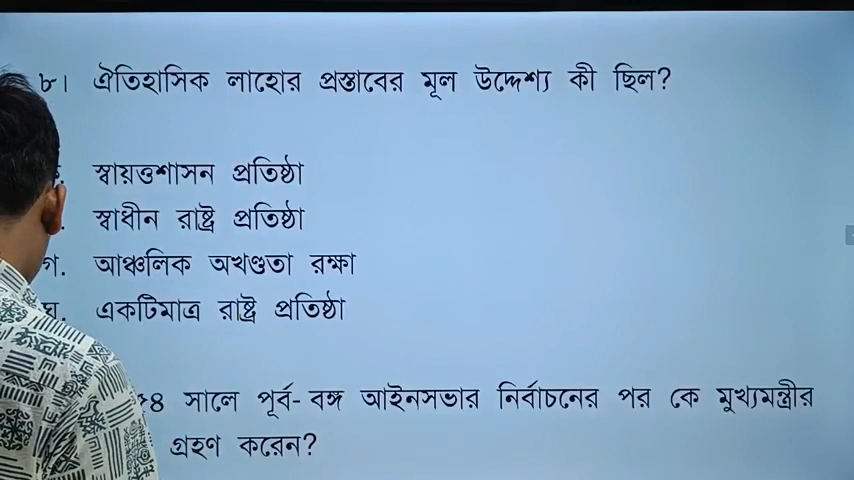 ৮। ঐতিহাসিক লাহোর প্রস্তাবের মূল উদ্দেশ্য কী ছিল?
স্বায়ত্তশাসন প্রতিষ্ঠা
স্বাধীন রাষ্ট্র প্রতিষ্ঠা
গ. আঞ্চলিক অখণ্ডতা রক্ষা
ঘ. একটিমাত্র রাষ্ট্র প্রতিষ্ঠা
সালে পূর্ব-বঙ্গ আইনসভার নির্বাচনের পর কে মুখ্যমন্ত্রীর
গ্রহণ করেন?